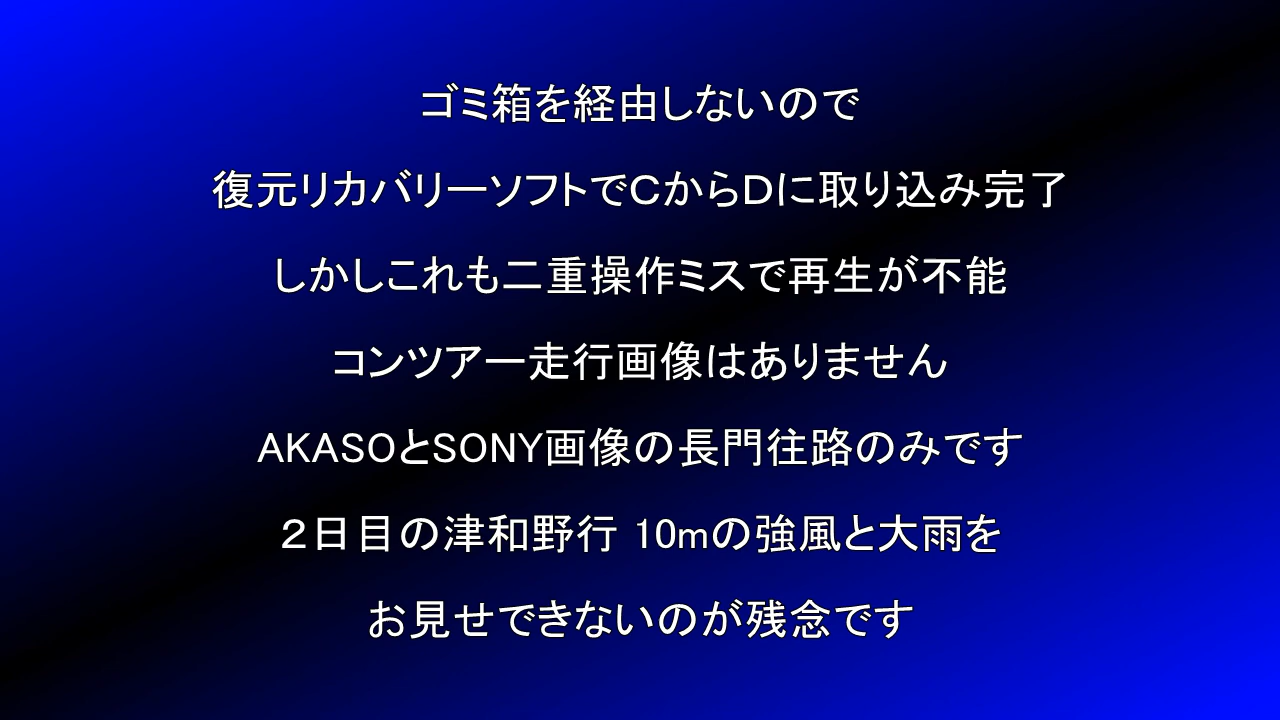 ゴミ箱を経由しないので
復元リカバリーソフトでＣからＤに取り込み完了
しかしこれも二重操作ミスで再生が不能
コンツアー走行画像はありません
AKASOとSONY画像の長門往路のみです
２日目の津和野行 10mの強風と大雨を
お見せできないのが残念です